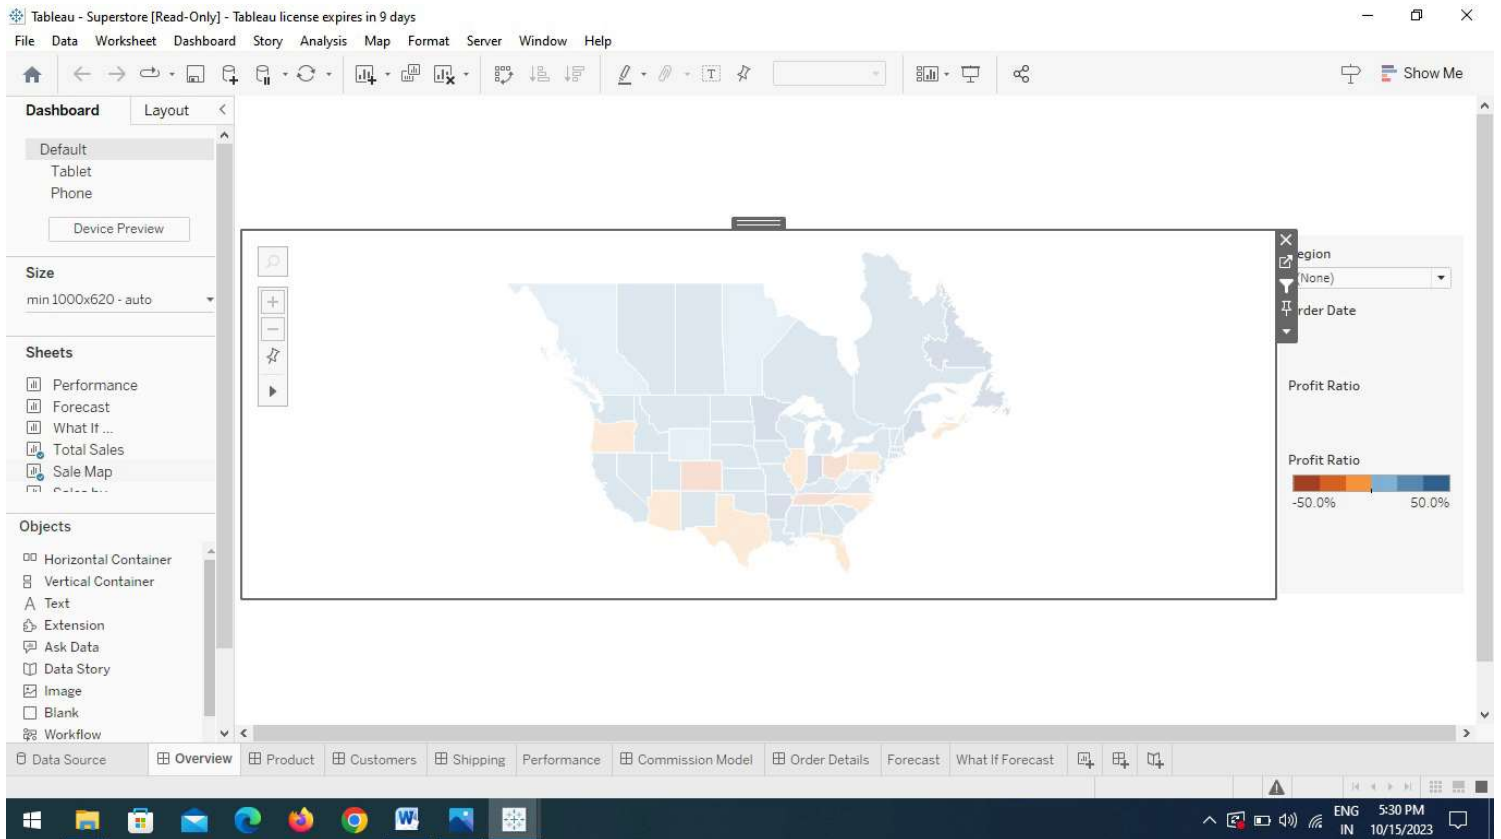 Tableau - Superstore [Read-Only] - Tableau license expires in 9 days
File Data Worksheet Dashboard Story Analysis Map Format Server Window Help
Show Me
Dashboard Layout
Default
Tablet
Phone
Device Preview
Size
min 1000x620 - auto
Sheets
Performance
Forecast
What If ...
Total Sales
Sale Map
Objects
Horizontal Container
Vertical Container
A Text
Extension
Ask Data
Data Story
Image
Blank
Workflow
egion
(None)
rder Date
Profit Ratio
Profit Ratio
-50.0% 50.0%
Data Source Overview Product Customers Shipping Performance Commission Model Order Details Forecast What If Forecast
ENG 5:30 PM
IN 10/15/2023